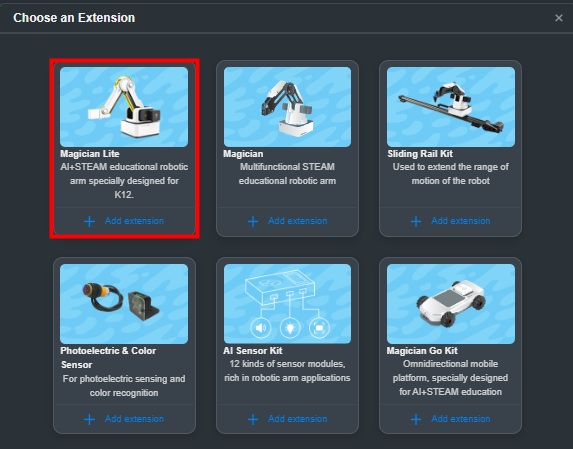 Choose an Extension
×
Magician Lite
AI+STEAM educational robotic
arm specially designed for
K12.
+ Add extension
Magician
Multifunctional STEAM
educational robotic arm
+ Add extension
Sliding Rail Kit
Used to extend the range of
motion of the robot
+ Add extension
Photoelectric & Color
Sensor
For photoelectric sensing and
color recognition
+ Add extension
AI Sensor Kit
12 kinds of sensor modules,
rich in robotic arm applications
+ Add extension
Magician Go Kit
Omnidirectional mobile
platform, specially designed
for AI+STEAM education
+ Add extension